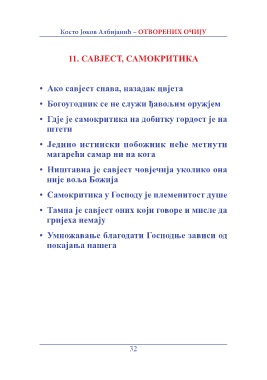 Косто Јоков Албијанић – ОТВОРЕНИХ ОЧИЈУ
11. САВЈЕСТ, САМОКРИТИКА
• Ако савјест спава, назадак цвјета
• Богоугодник се не служи ђавољим оружјем
• Гдје је самокритика на добитку гордост је на
штети
• Једино истински побожник неће метнути
магарећи самар ни на кога
• Ништавна је савјест човјечија уколико она
није воља Божија
• Самокритика у Господу је племенитост душе
• Тамна је савјест оних који говоре и мисле да
гријеха немају
• Умножавање благодати Господње зависи од
покајања нашега
32